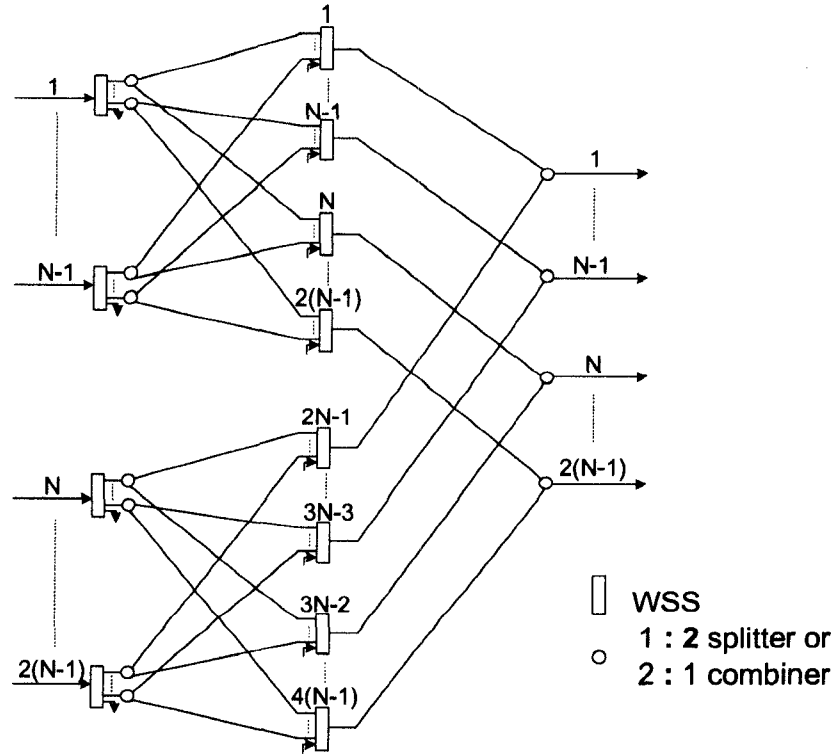 1
N-1
N
2(N-1)
1
N-1
N
2(N-1)
2N-1
3N-3
3N-2
4(N-1)
1
N-1
N
2(N-1)
WSS
1 : 2 splitter or
2 : 1 combiner